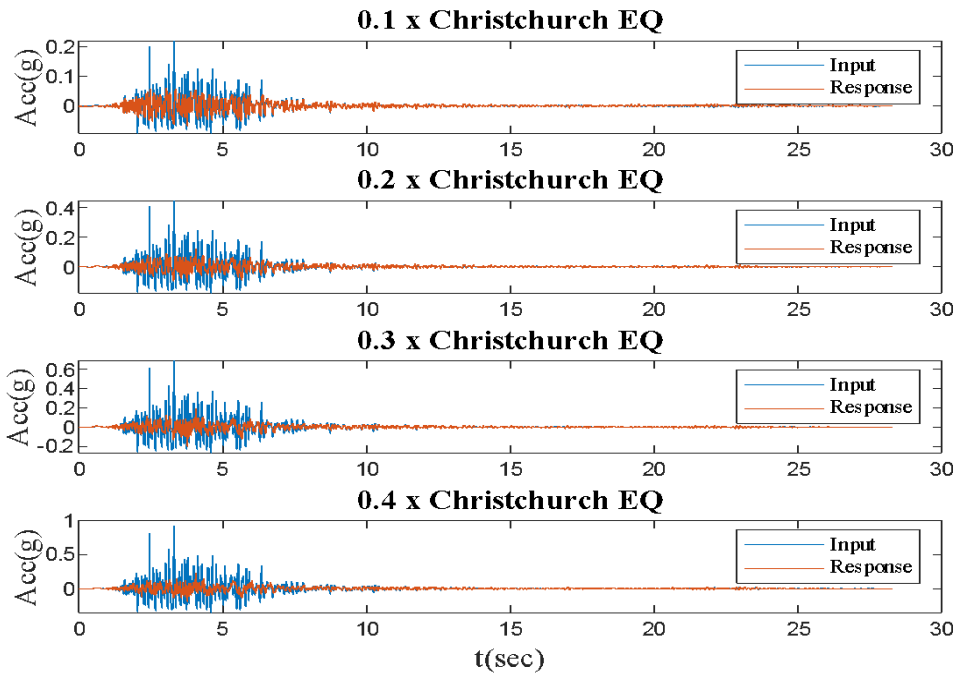 0.1 x Christchurch EQ
Acc(g)
0.2
0.1
0
Input
Response
0 5 10 15 20 25 30
0.2 x Christchurch EQ
Acc(g)
0.4
0.2
0
Input
Response
0 5 10 15 20 25 30
0.3 x Christchurch EQ
Acc(g)
0.6
0.4
0.2
0
-0.2
Input
Response
0 5 10 15 20 25 30
0.4 x Christchurch EQ
Acc(g)
1
0.5
0
Input
Response
0 5 10 15 20 25 30
t(sec)